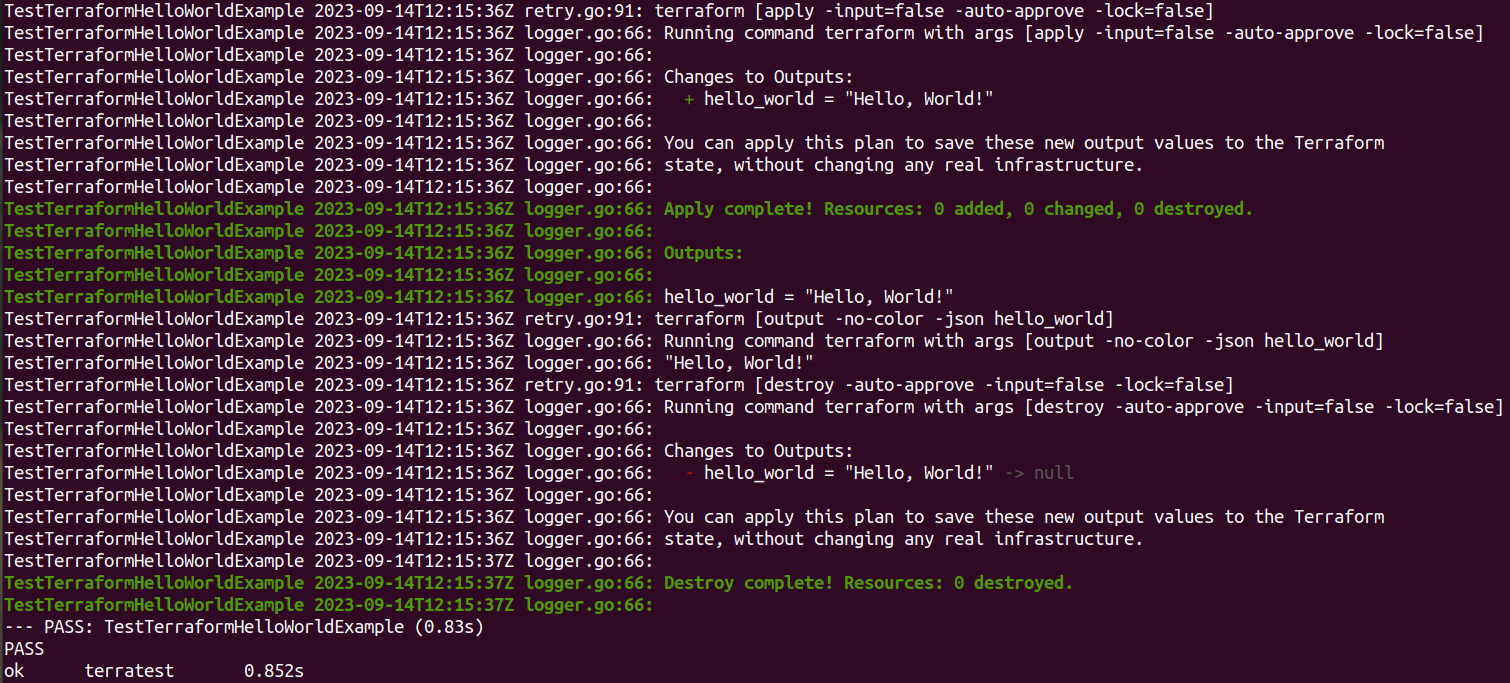 TestTerraformHelloWorldExample 2023-09-14T12:15:36Z retry.go:91: terraform [apply -input=false -auto-approve -lock=false]
TestTerraformHelloWorldExample 2023-09-14T12:15:36Z logger.go:66: Running command terraform with args [apply -input=false -auto-approve -lock=false]
TestTerraformHelloWorldExample 2023-09-14T12:15:36Z logger.go:66:
TestTerraformHelloWorldExample 2023-09-14T12:15:36Z logger.go:66: Changes to Outputs:
TestTerraformHelloWorldExample 2023-09-14T12:15:36Z logger.go:66:   + hello_world = "Hello, World!"
TestTerraformHelloWorldExample 2023-09-14T12:15:36Z logger.go:66:
TestTerraformHelloWorldExample 2023-09-14T12:15:36Z logger.go:66: You can apply this plan to save these new output values to the Terraform
TestTerraformHelloWorldExample 2023-09-14T12:15:36Z logger.go:66: state, without changing any real infrastructure.
TestTerraformHelloWorldExample 2023-09-14T12:15:36Z logger.go:66:
TestTerraformHelloWorldExample 2023-09-14T12:15:36Z logger.go:66: Apply complete! Resources: 0 added, 0 changed, 0 destroyed.
TestTerraformHelloWorldExample 2023-09-14T12:15:36Z logger.go:66:
TestTerraformHelloWorldExample 2023-09-14T12:15:36Z logger.go:66: Outputs:
TestTerraformHelloWorldExample 2023-09-14T12:15:36Z logger.go:66:
TestTerraformHelloWorldExample 2023-09-14T12:15:36Z logger.go:66: hello_world = "Hello, World!"
TestTerraformHelloWorldExample 2023-09-14T12:15:36Z retry.go:91: terraform [output -no-color -json hello_world]
TestTerraformHelloWorldExample 2023-09-14T12:15:36Z logger.go:66: Running command terraform with args [output -no-color -json hello_world]
TestTerraformHelloWorldExample 2023-09-14T12:15:36Z logger.go:66: "Hello, World!"
TestTerraformHelloWorldExample 2023-09-14T12:15:36Z retry.go:91: terraform [destroy -auto-approve -input=false -lock=false]
TestTerraformHelloWorldExample 2023-09-14T12:15:36Z logger.go:66: Running command terraform with args [destroy -auto-approve -input=false -lock=false]
TestTerraformHelloWorldExample 2023-09-14T12:15:36Z logger.go:66:
TestTerraformHelloWorldExample 2023-09-14T12:15:36Z logger.go:66: Changes to Outputs:
TestTerraformHelloWorldExample 2023-09-14T12:15:36Z logger.go:66:   - hello_world = "Hello, World!" -> null
TestTerraformHelloWorldExample 2023-09-14T12:15:36Z logger.go:66:
TestTerraformHelloWorldExample 2023-09-14T12:15:36Z logger.go:66: You can apply this plan to save these new output values to the Terraform
TestTerraformHelloWorldExample 2023-09-14T12:15:36Z logger.go:66: state, without changing any real infrastructure.
TestTerraformHelloWorldExample 2023-09-14T12:15:37Z logger.go:66:
TestTerraformHelloWorldExample 2023-09-14T12:15:37Z logger.go:66: Destroy complete! Resources: 0 destroyed.
TestTerraformHelloWorldExample 2023-09-14T12:15:37Z logger.go:66:
--- PASS: TestTerraformHelloWorldExample (0.83s)
PASS
ok      terratest       0.852s